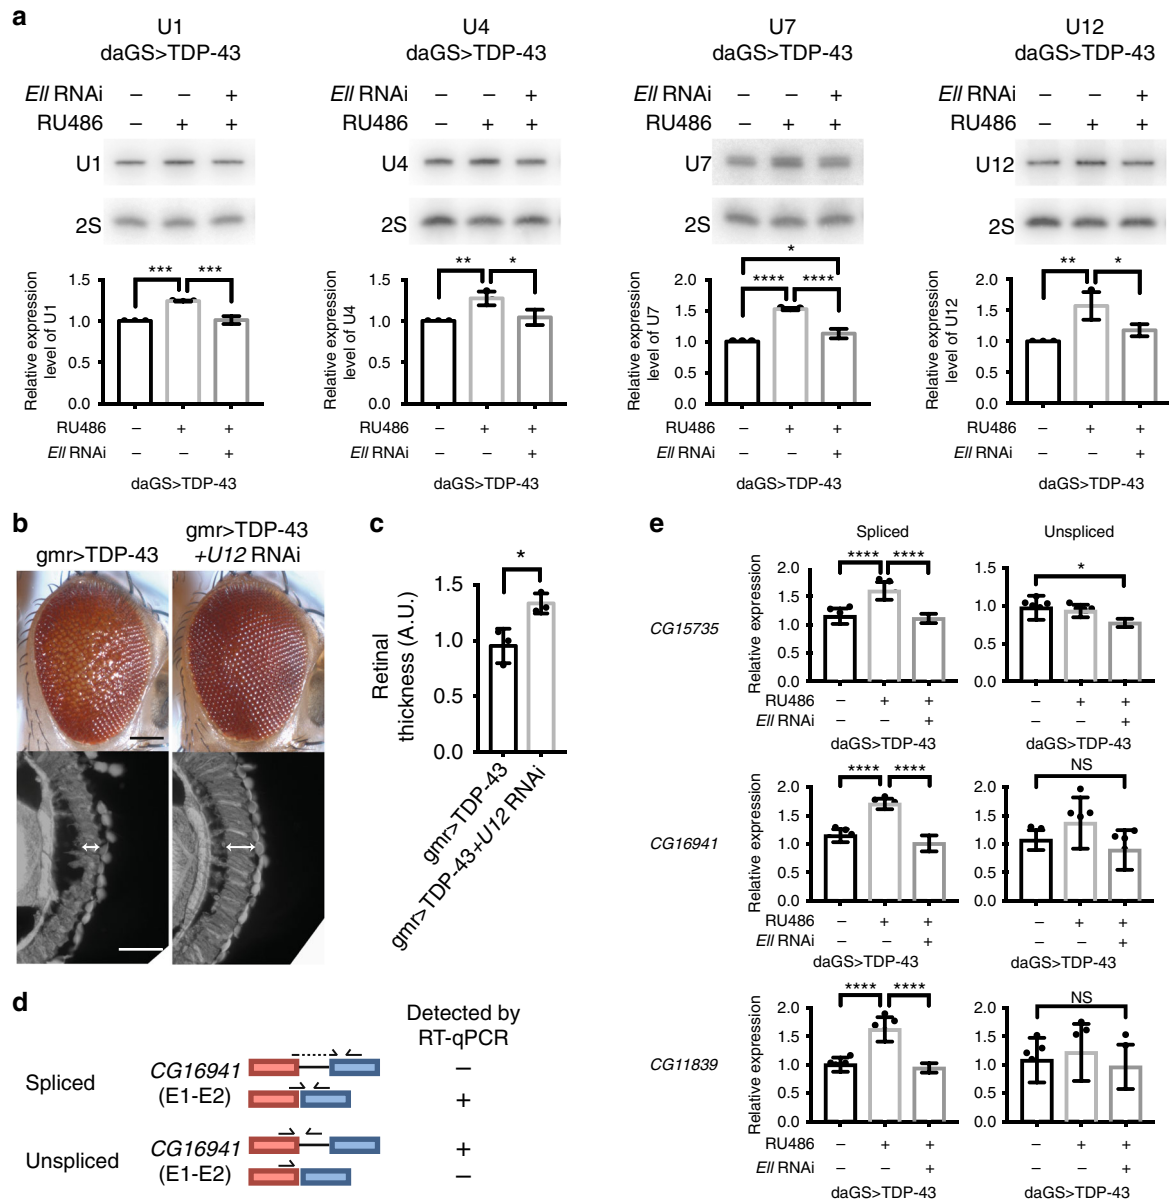 a
U1
daGS>TDP-43
Ell RNAi – – +
RU486 – + +
U1
2S
Relative expression
level of U1
1.5
1.0
0.5
0.0
*** ***
RU486 – + +
Ell RNAi – – +
daGS>TDP-43
U4
daGS>TDP-43
Ell RNAi – – +
RU486 – + +
U4
2S
Relative expression
level of U4
1.5
1.0
0.5
0.0
** *
RU486 – + +
Ell RNAi – – +
daGS>TDP-43
U7
daGS>TDP-43
Ell RNAi – – +
RU486 – + +
U7
2S
Relative expression
level of U7
2.0
1.5
1.0
0.5
0.0
*
**** ****
RU486 – + +
Ell RNAi – – +
daGS>TDP-43
U12
daGS>TDP-43
Ell RNAi – – +
RU486 – + +
U12
2S
Relative expression
level of U12
2.0
1.5
1.0
0.5
0.0
** *
RU486 – + +
Ell RNAi – – +
daGS>TDP-43
b
gmr>TDP-43
gmr>TDP-43
+U12 RNAi
c
Retinal
thickness (A.U.)
1.5
1.0
0.5
0.0
*
gmr>TDP-43
gmr>TDP-43+U12 RNAi
d
Detected by
RT-qPCR
Spliced
CG16941
(E1-E2)
–
+
Unspliced
CG16941
(E1-E2)
+
–
e
Spliced
Unspliced
CG15735
Relative expression
2.0
1.5
1.0
0.5
0.0
**** ****
RU486 – + +
Ell RNAi – – +
daGS>TDP-43
Relative expression
1.5
1.0
0.5
0.0
*
– + +
– – +
daGS>TDP-43
CG16941
Relative expression
2.0
1.5
1.0
0.5
0.0
**** ****
RU486 – + +
Ell RNAi – – +
daGS>TDP-43
Relative expression
2.0
1.5
1.0
0.5
0.0
NS
– + +
– – +
daGS>TDP-43
CG11839
Relative expression
2.0
1.5
1.0
0.5
0.0
**** ****
RU486 – + +
Ell RNAi – – +
daGS>TDP-43
Relative expression
2.0
1.5
1.0
0.5
0.0
NS
– + +
– – +
daGS>TDP-43